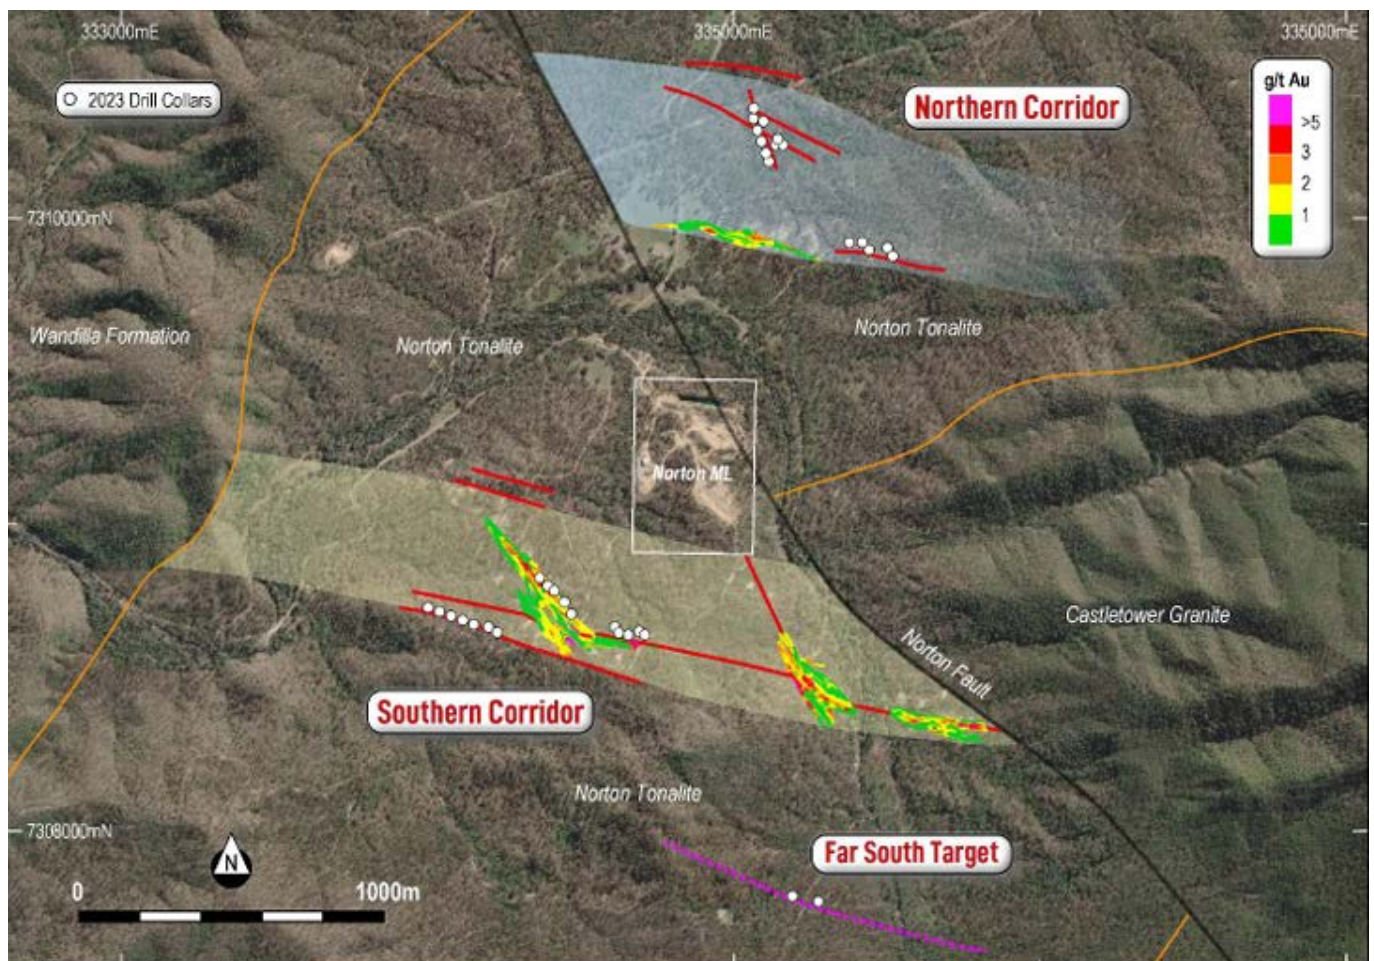 333000mE
335000mE
335000mE
2023 Drill Collars
Northern Corridor
g/t Au
>5
3
2
1
7310000mN
Wandilla Formation
Norton Tonalite
Norton Tonalite
Norton ML
Castletower Granite
Norton Fault
Southern Corridor
Norton Tonalite
7308000mN
Far South Target
N
0
1000m